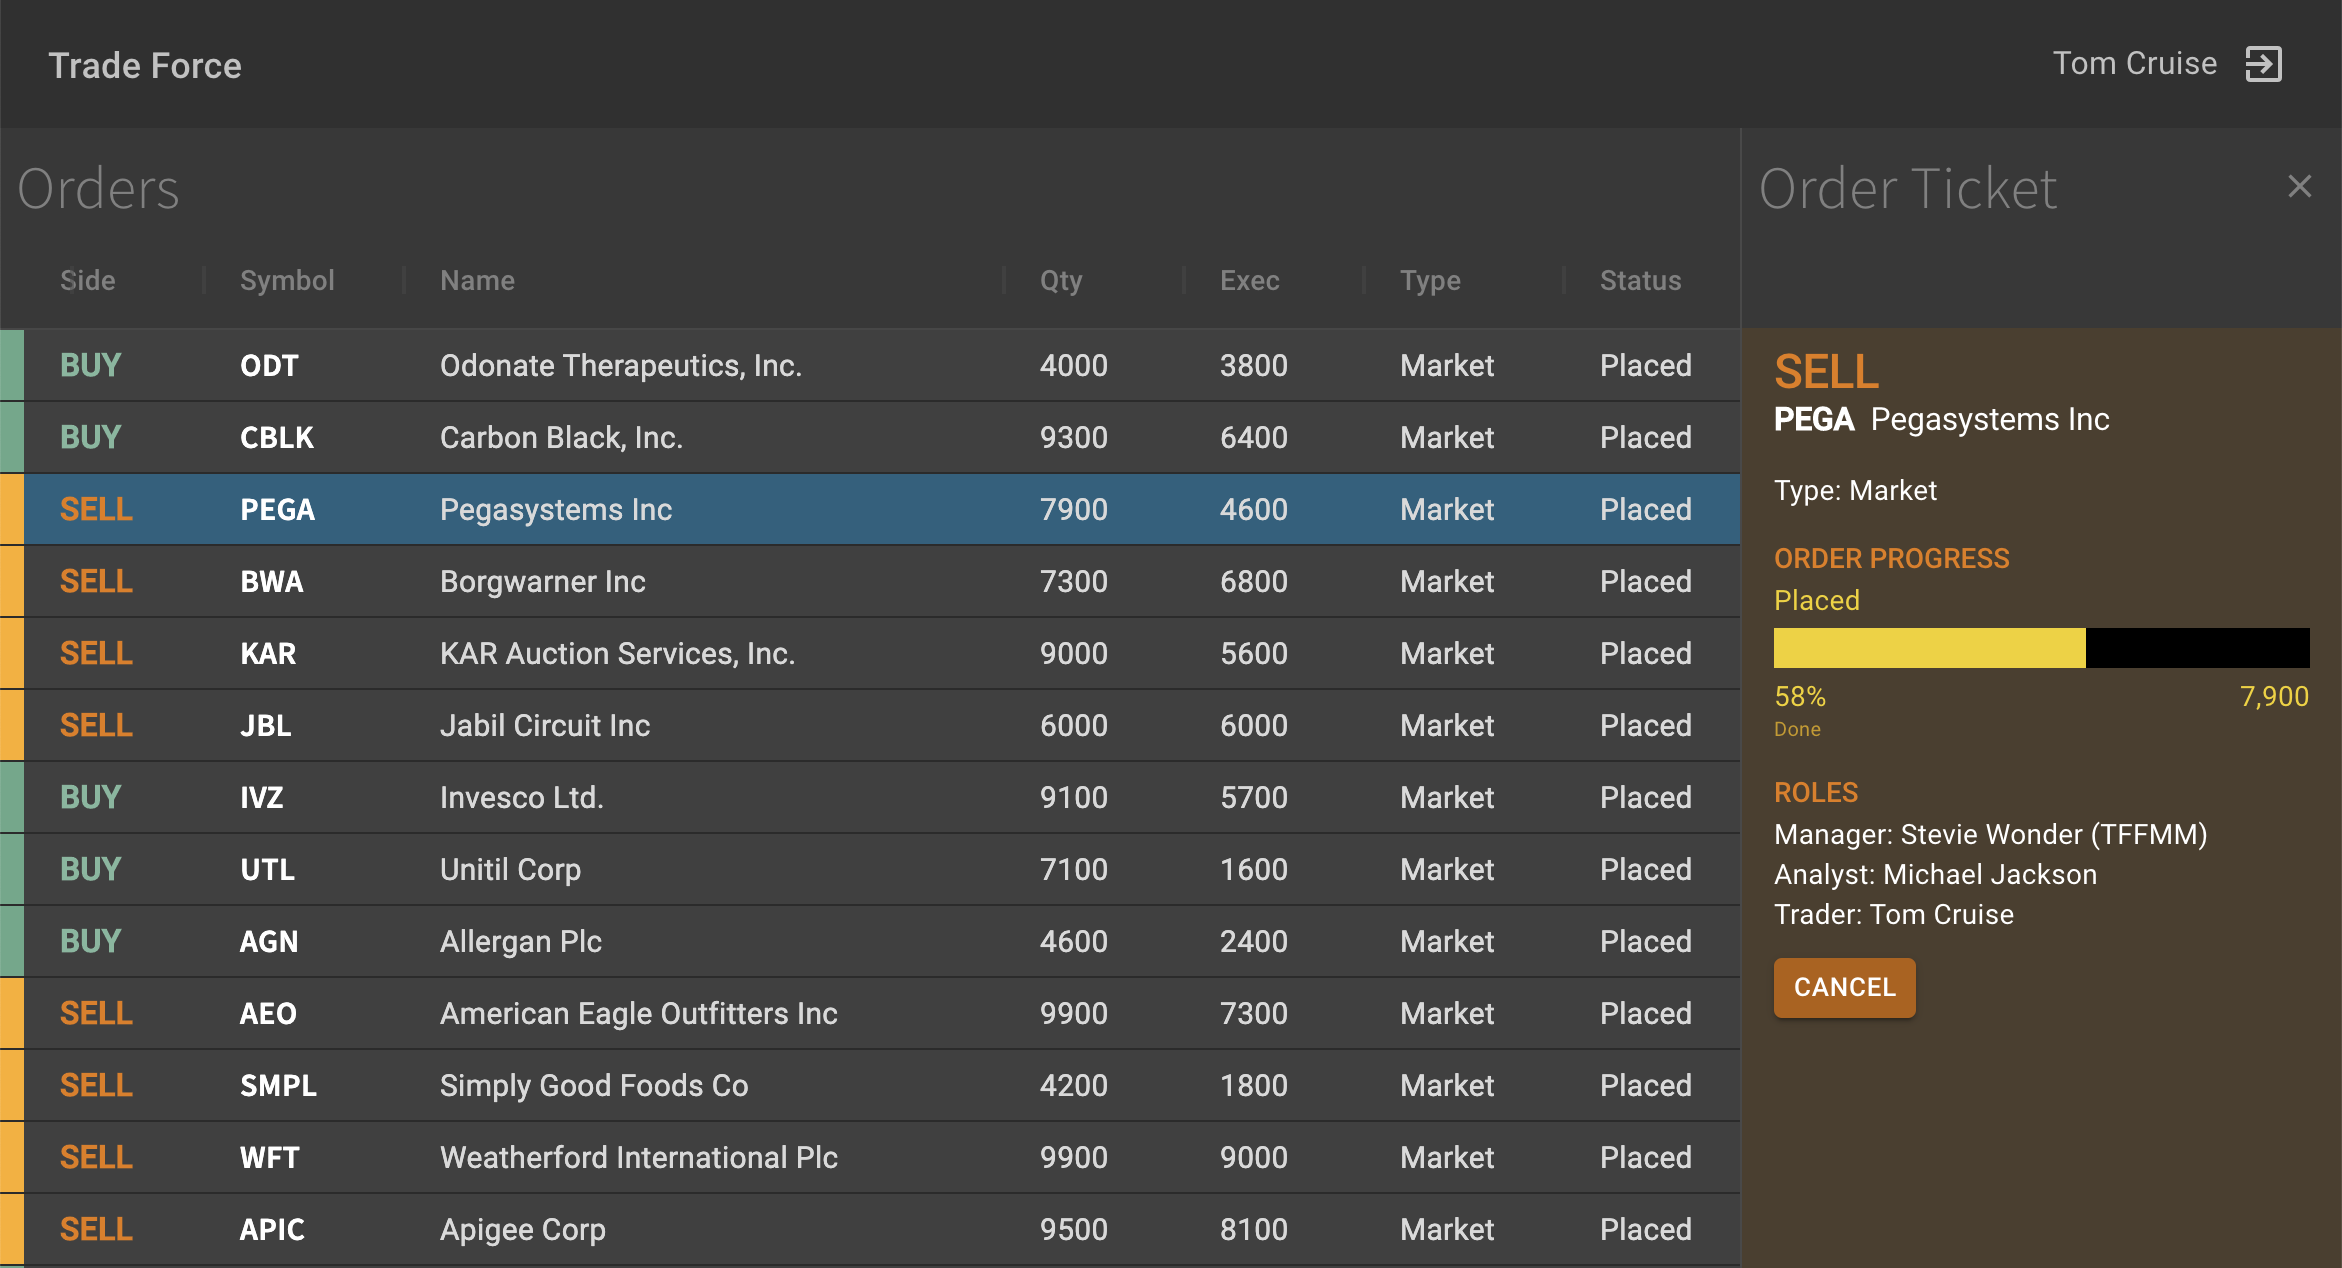 Trade Force
Tom Cruise
Orders
Side Symbol Name Qty Exec Type Status
BUY ODT Odonate Therapeutics, Inc. 4000 3800 Market Placed
BUY CBLK Carbon Black, Inc. 9300 6400 Market Placed
SELL PEGA Pegasystems Inc 7900 4600 Market Placed
SELL BWA Borgwarner Inc 7300 6800 Market Placed
SELL KAR KAR Auction Services, Inc. 9000 5600 Market Placed
SELL JBL Jabil Circuit Inc 6000 6000 Market Placed
BUY IVZ Invesco Ltd. 9100 5700 Market Placed
BUY UTL Unitil Corp 7100 1600 Market Placed
BUY AGN Allergan Plc 4600 2400 Market Placed
SELL AEO American Eagle Outfitters Inc 9900 7300 Market Placed
SELL SMPL Simply Good Foods Co 4200 1800 Market Placed
SELL WFT Weatherford International Plc 9900 9000 Market Placed
SELL APIC Apigee Corp 9500 8100 Market Placed
Order Ticket
SELL
PEGA Pegasystems Inc
Type: Market
ORDER PROGRESS
Placed
58% 7,900
Done
ROLES
Manager: Stevie Wonder (TFFMM)
Analyst: Michael Jackson
Trader: Tom Cruise
CANCEL